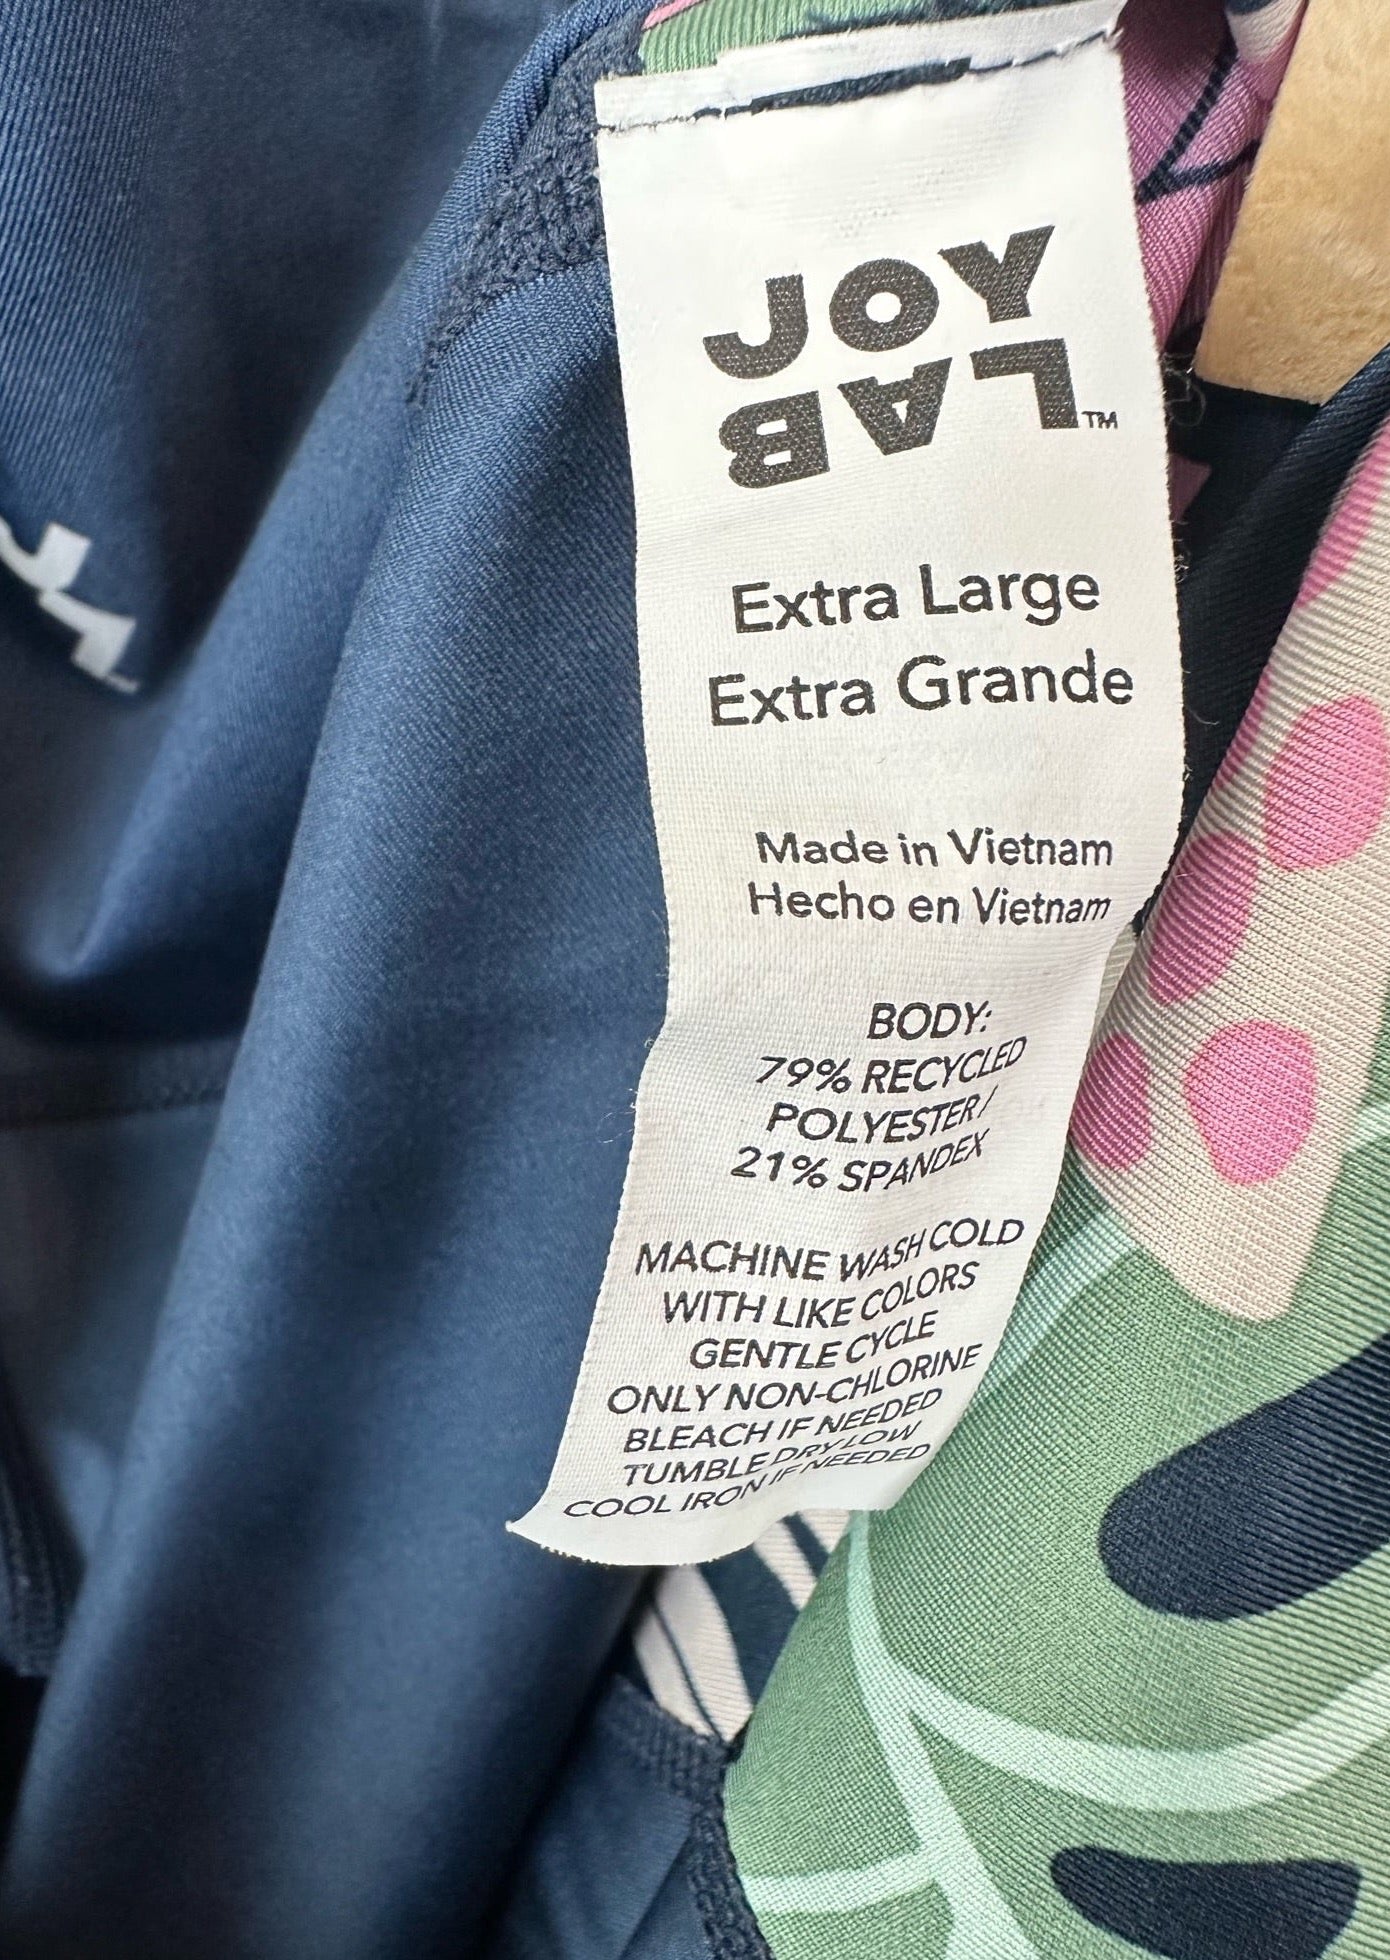 JOY
LAB™
Extra Large
Extra Grande
Made in Vietnam
Hecho en Vietnam
BODY:
79% RECYCLED
POLYESTER/
21% SPANDEX
MACHINE WASH COLD
WITH LIKE COLORS
GENTLE CYCLE
ONLY NON-CHLORINE
BLEACH IF NEEDED
TUMBLE DRY LOW
COOL IRON IF NEEDED